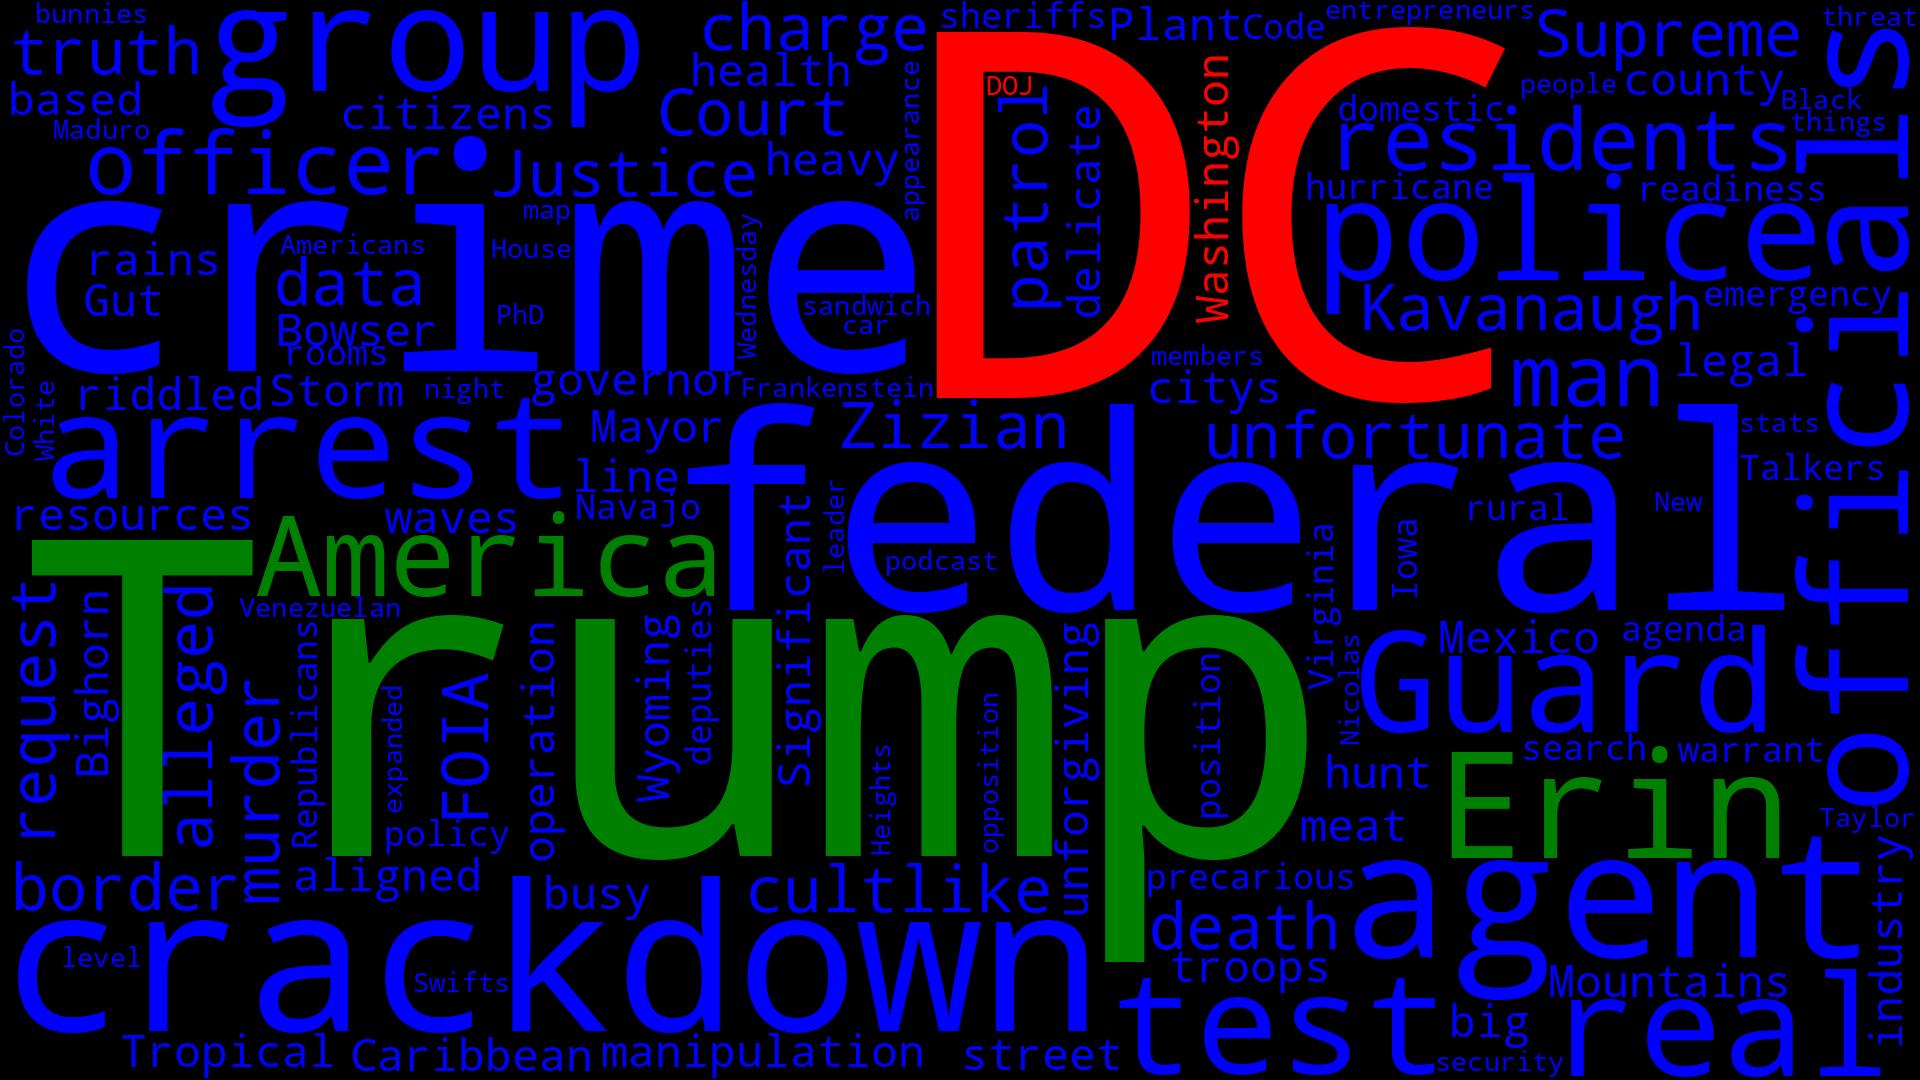 bunnies
group
charge
sheriffs
Plant
Code
entrepreneurs
Supreme
threat
truth
health
DC
DOJ
people
county
officials
based
citizens
Court
appearance
patrol
delicate
Washington
domestic
Black
things
Maduro
officer
Justice
heavy
residents
crime
map
hurricane
readiness
police
rains
Americans
House
Wednesday
Gut
data
PhD
sandwich
car
Kavanaugh
emergency
Bowser
rooms
Colorado
White
riddled
Storm
night
governor
Frankenstein
members
citys
man
legal
arrest
Mayor
Zizian
unfortunate
stats
line
federal
Talkers
resources
waves
Navajo
significant
leader
podcast
rural
New
America
Virginia
Iowa
Trump
request
Bighorn
alleged
Venezuelan
murder
Republicans
expanded
FOIA
operation
Wyoming
deputies
Heights
opposition
unforgiving
position
Nicolas
Guard
Mexico
agenda
search
warrant
hunt
Erin
meat
Taylor
policy
border
aligned
busy
cultlike
precarious
agent
industry
crackdown
death
level
Swifts
troops
Mountains
test
real
big
Tropical
Caribbean
manipulation
street
security